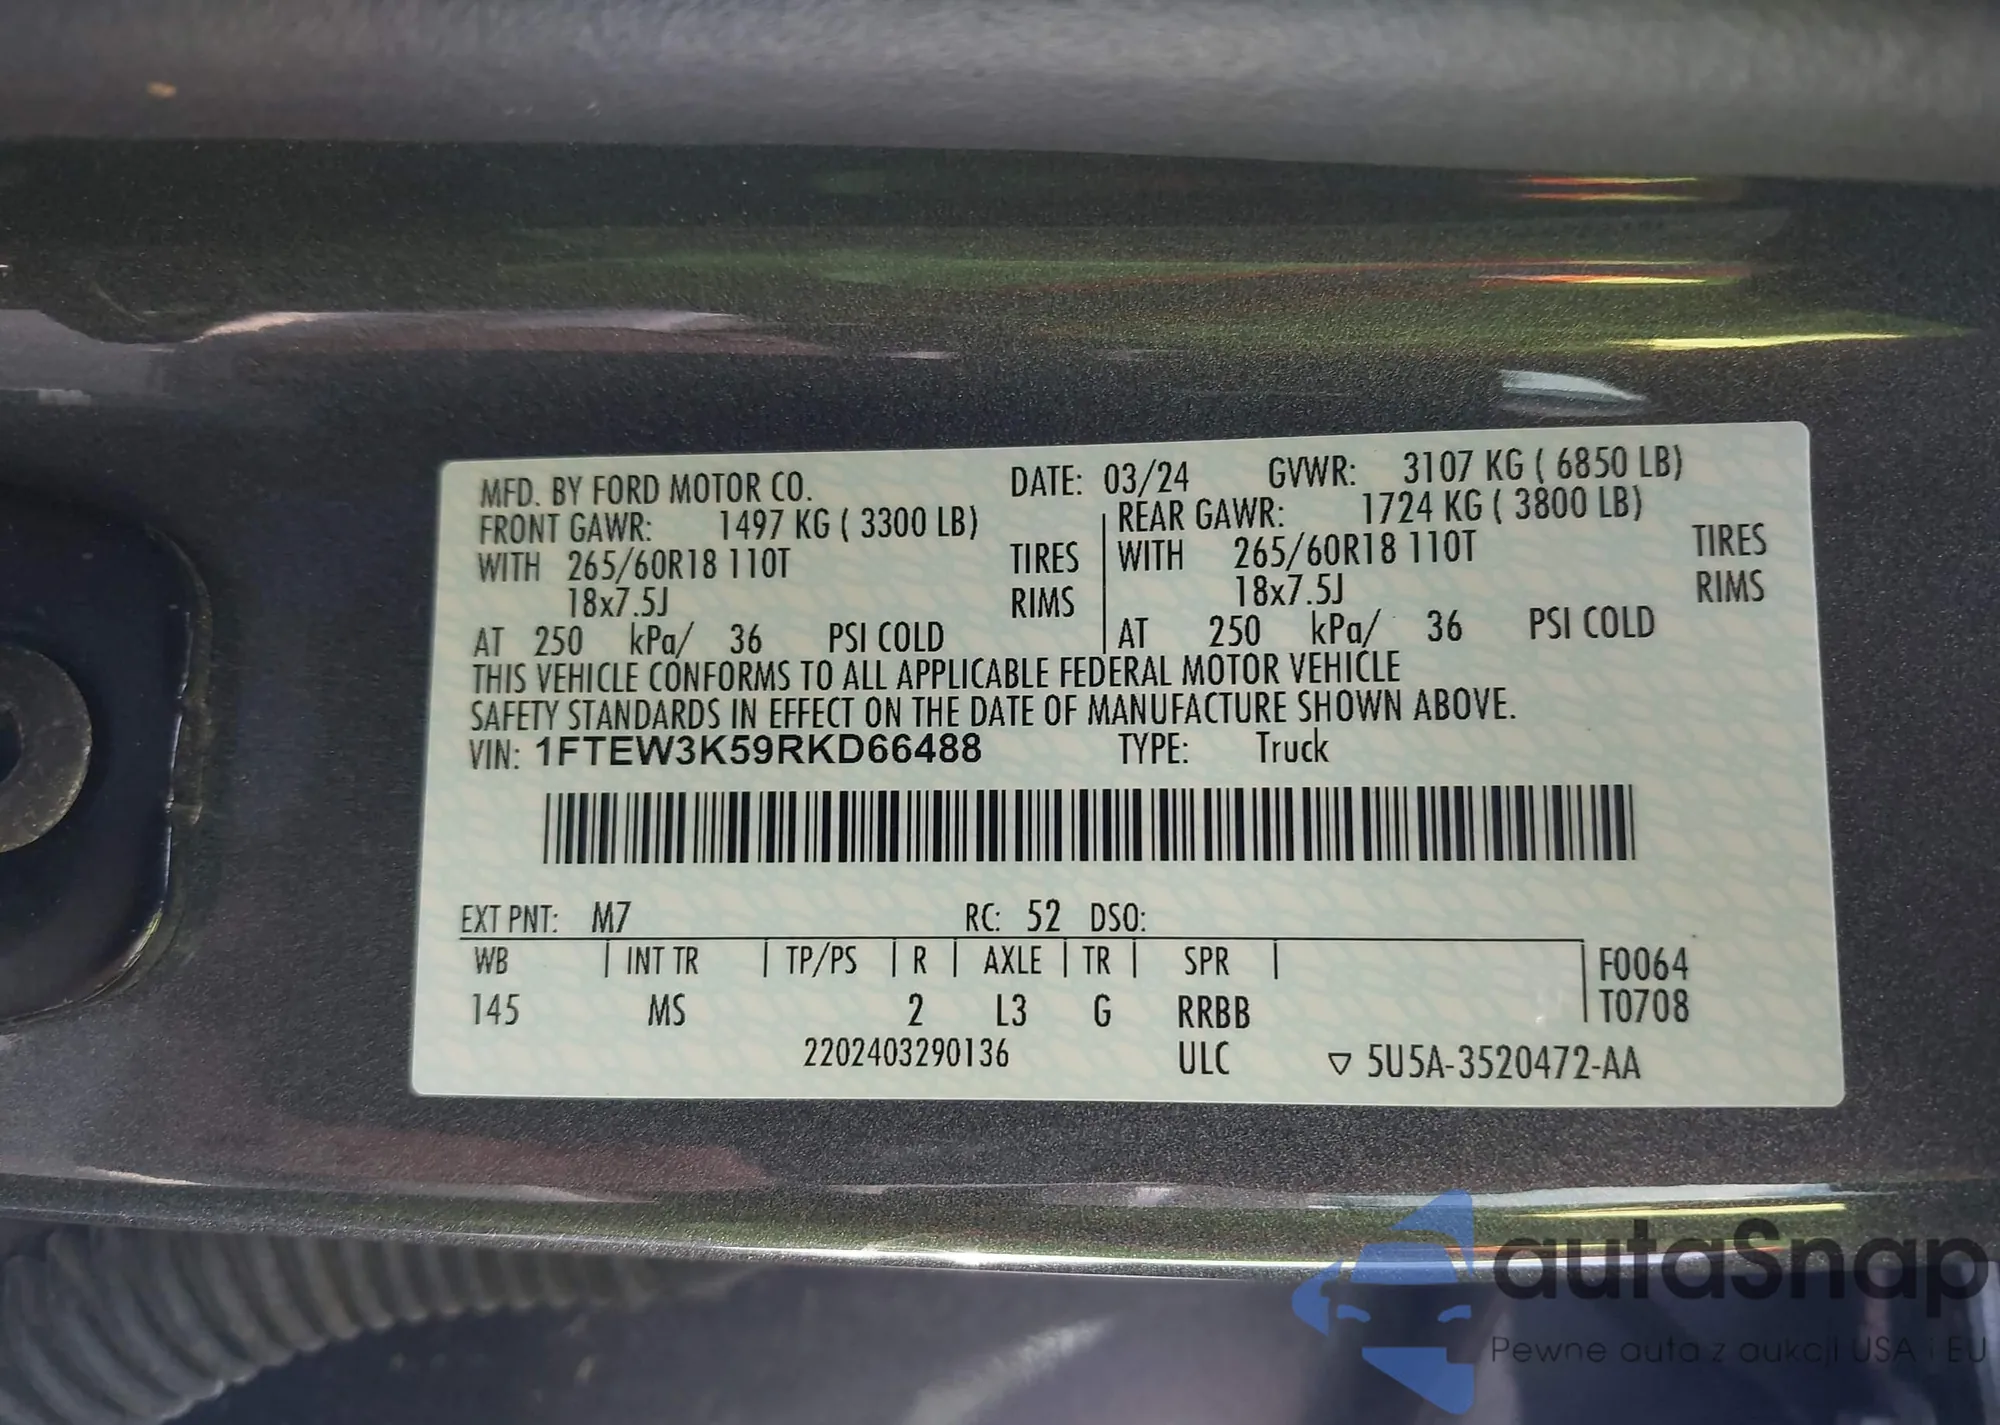 MFD. BY FORD MOTOR CO. DATE: 03/24 GVWR: 3107 KG ( 6850 LB)
FRONT GAWR: 1497 KG ( 3300 LB) REAR GAWR: 1724 KG ( 3800 LB)
WITH 265/60R18 110T TIRES WITH 265/60R18 110T TIRES
18x7.5J RIMS 18x7.5J RIMS
AT 250 kPa/ 36 PSI COLD AT 250 kPa/ 36 PSI COLD
THIS VEHICLE CONFORMS TO ALL APPLICABLE FEDERAL MOTOR VEHICLE
SAFETY STANDARDS IN EFFECT ON THE DATE OF MANUFACTURE SHOWN ABOVE.
VIN: 1FTEW3K59RKD66488 TYPE: Truck
EXT PNT: M7 RC: 52 DSO:
WB INT TR TP/PS R AXLE TR SPR F0064
145 MS 2 L3 G RRBB T0708
2202403290136 ULC ▽ 5U5A-3520472-AA
autaSnap
Pewne auta z aukcji USA i EU